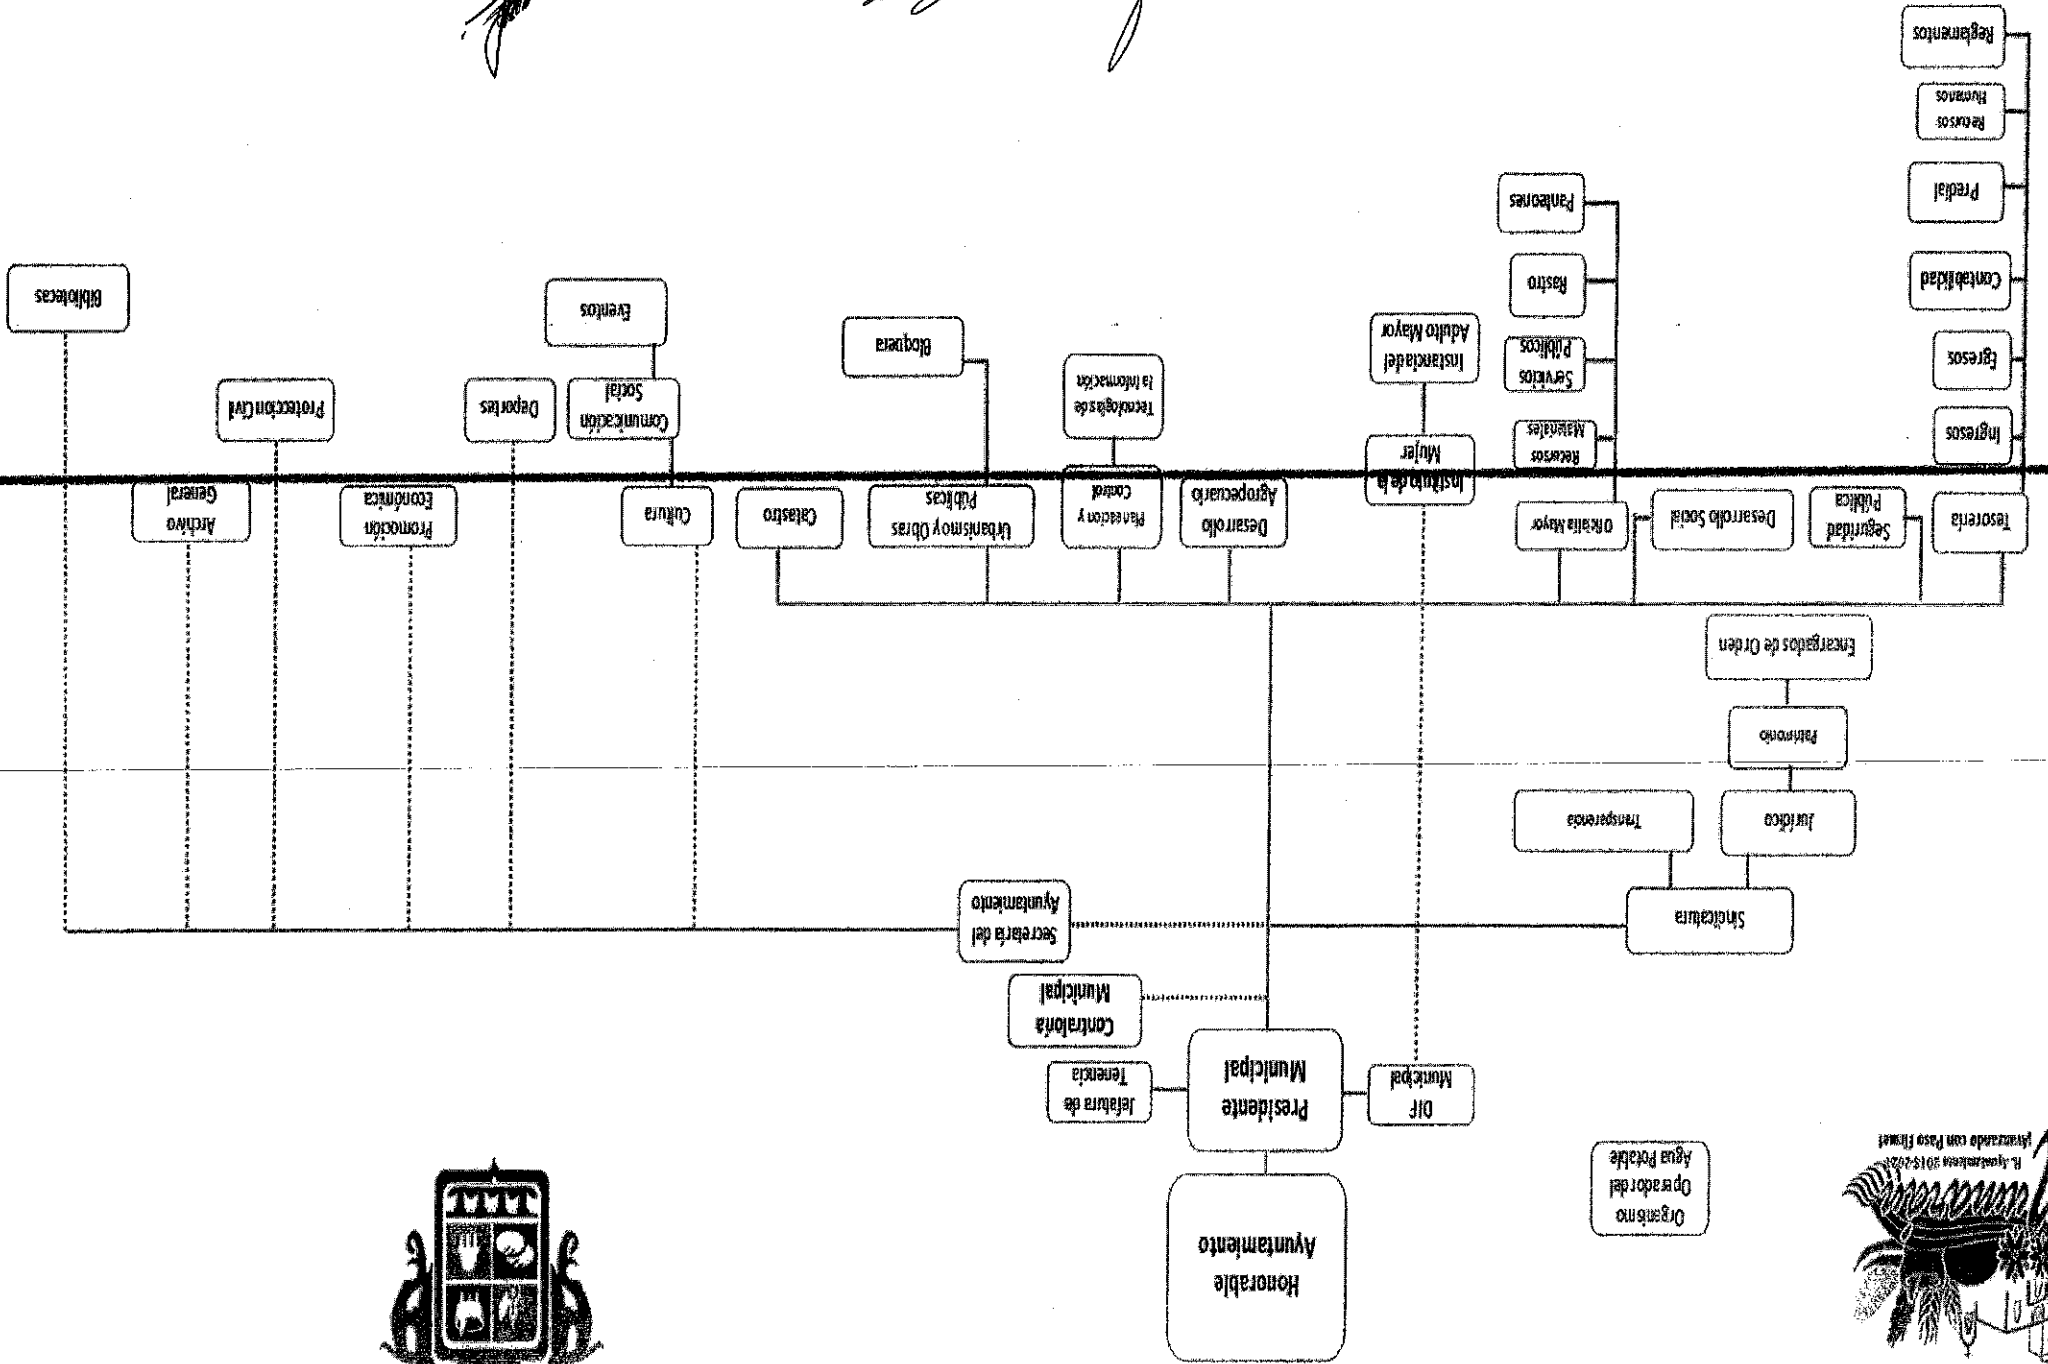 Honorable
Ayuntamiento
Organismo
Operador del
Agua Potable
H. Ayuntamiento
¡Avanzando con Paso Firme!
DIF
Municipal
Presidente
Municipal
Jefatura de
Tenencia
Contraloría
Municipal
Sindicatura
Secretaría del
Ayuntamiento
Jurídico
Transparencia
Patrimonio
Encargados de Orden
Tesorería
Seguridad
Pública
Desarrollo Social
Oficialía Mayor
Instituto de la
Mujer
Desarrollo
Agropecuario
Planeación y
Control
Urbanismo y Obras
Públicas
Catastro
Cultura
Promoción
Económica
Archivo
General
Ingresos
Recursos
Materiales
Tecnologías de
la Información
Comunicación
Social
Deportes
Protección Civil
Egresos
Servicios
Públicos
Instancia del
Adulto Mayor
Bloquera
Eventos
Bibliotecas
Contabilidad
Rastro
Predial
Panteones
Recursos
Humanos
Reglamentos